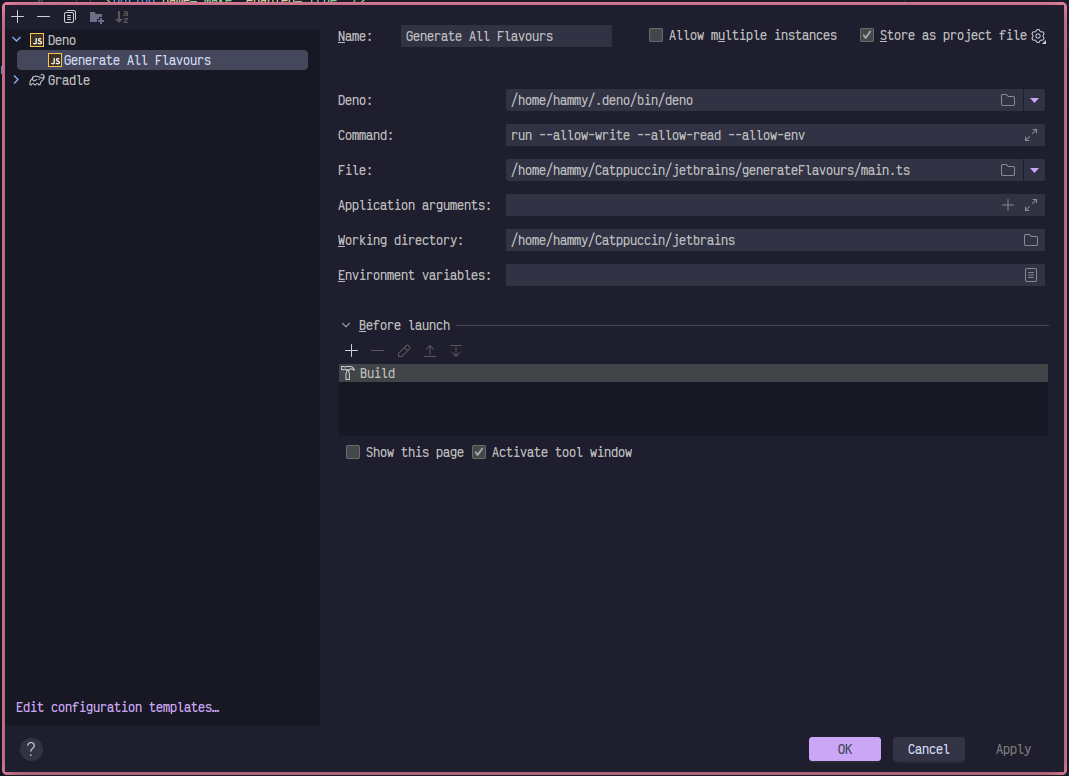 Deno
Generate All Flavours
Gradle
Name: Generate All Flavours Allow multiple instances Store as project file
Deno: /home/hammy/.deno/bin/deno
Command: run --allow-write --allow-read --allow-env
File: /home/hammy/Catppuccin/jetbrains/generateFlavours/main.ts
Application arguments:
Working directory: /home/hammy/Catppuccin/jetbrains
Environment variables:
Before launch
Build
Show this page Activate tool window
Edit configuration templates…
? OK Cancel Apply